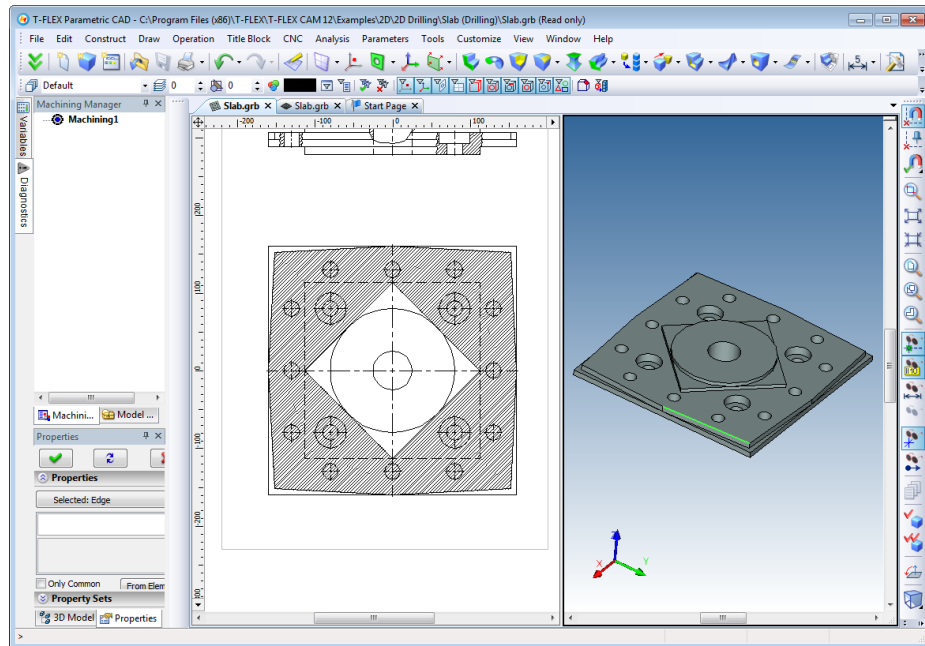 T-FLEX Parametric CAD - C:\Program Files (x86)\T-FLEX\T-FLEX CAM 12\Examples\2D\2D Drilling\Slab (Drilling)\Slab.grb (Read only)
File Edit Construct Draw Operation Title Block CNC Analysis Parameters Tools Customize View Window Help
5
Default 0 0
Machining Manager
Slab.grb Slab.grb Start Page
Machining1
-200 -100 0 100
Variables
Diagnostics
200
100
0
-100
-200
Machini... Model ...
Properties
Properties
Selected: Edge
Only Common From Elem
Property Sets
3D Model Properties
X Y Z
>